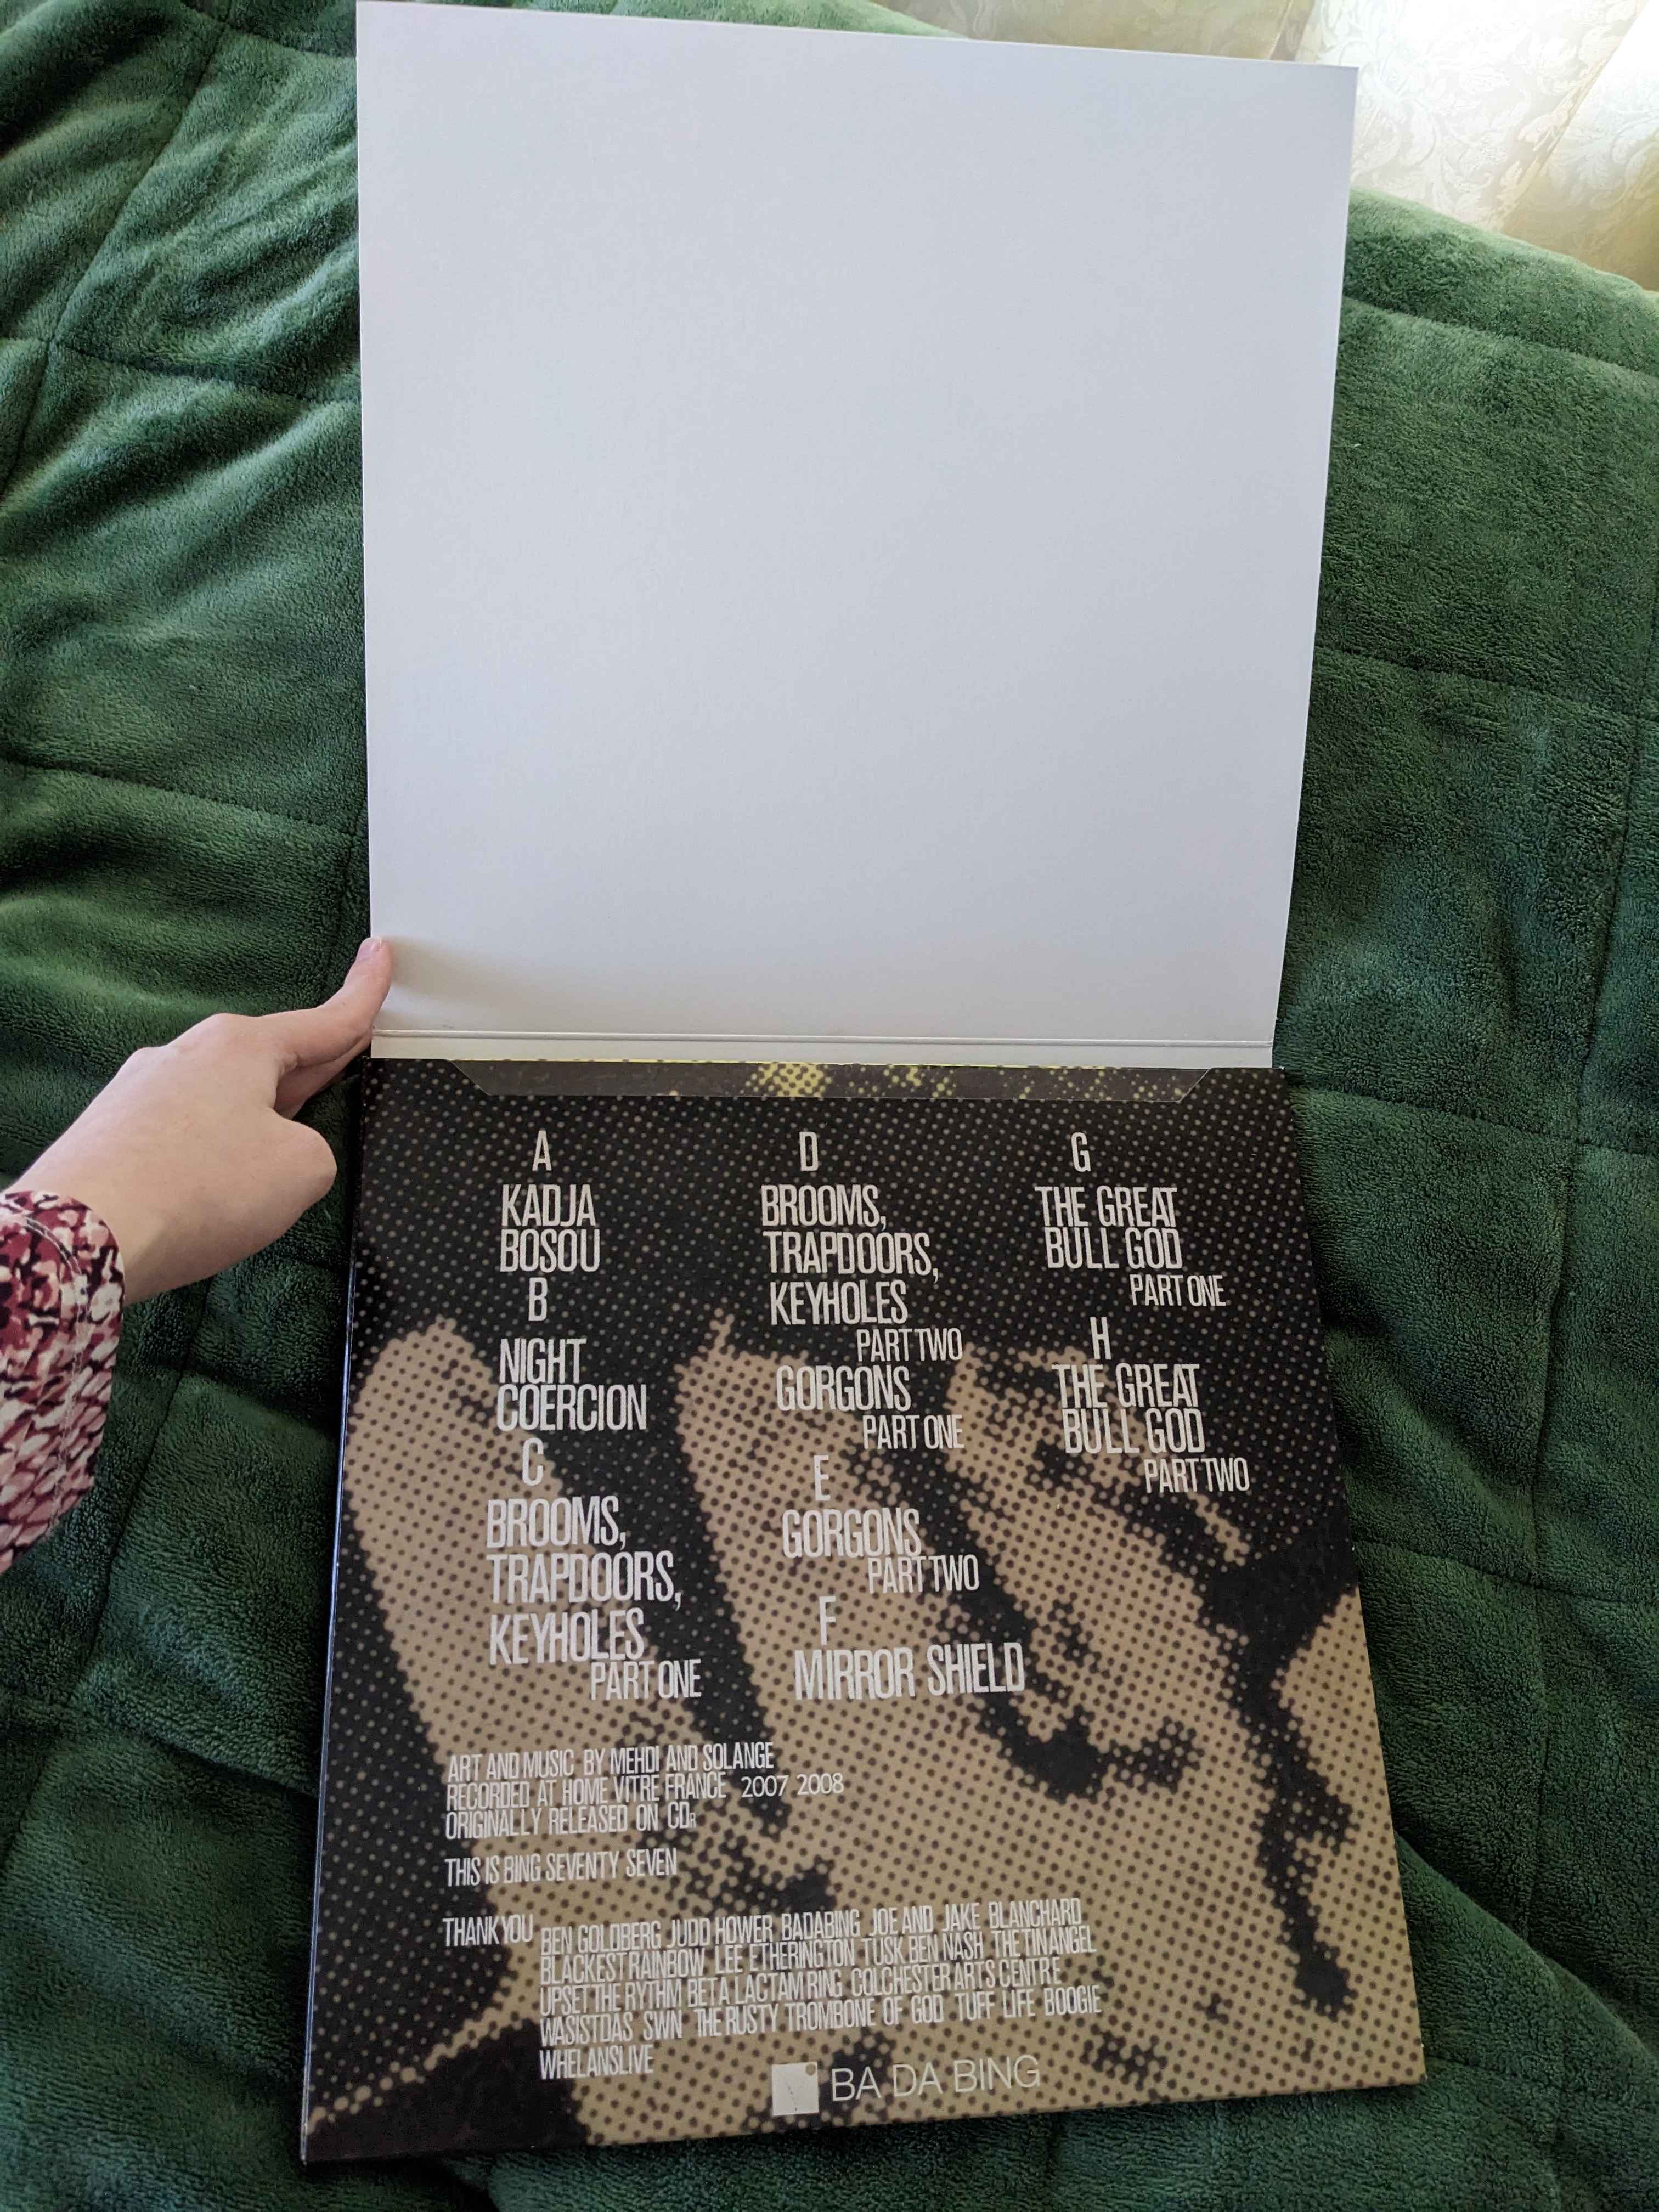 A
KADJA
BOSOU
B
NIGHT
COERCION
C
BROOMS,
TRAPDOORS,
KEYHOLES
PART ONE
D
BROOMS,
TRAPDOORS,
KEYHOLES
PART TWO
GORGONS
PART ONE
E
GORGONS
PART TWO
F
MIRROR SHIELD
G
THE GREAT
BULL GOD
PART ONE
H
THE GREAT
BULL GOD
PART TWO
ART AND MUSIC BY MEHDI AND SOLANGE
RECORDED AT HOME VITRE FRANCE 2007 2008
ORIGINALLY RELEASED ON CDR
THIS IS BING SEVENTY SEVEN
THANK YOU BEN GOLDBERG JUDD HOWER BADABING JOE AND JAKE BLANCHARD
BLACKEST RAINBOW LEE ETHERINGTON TUSK BEN NASH THE TIN ANGEL
UPSET THE RYTHM BETA LACTAM RING COLCHESTER ARTS CENTRE
WASISTDAS SWN THE RUSTY TROMBONE OF GOD TUFF LIFE BOOGIE
WHELANSLIVE
BA DA BING